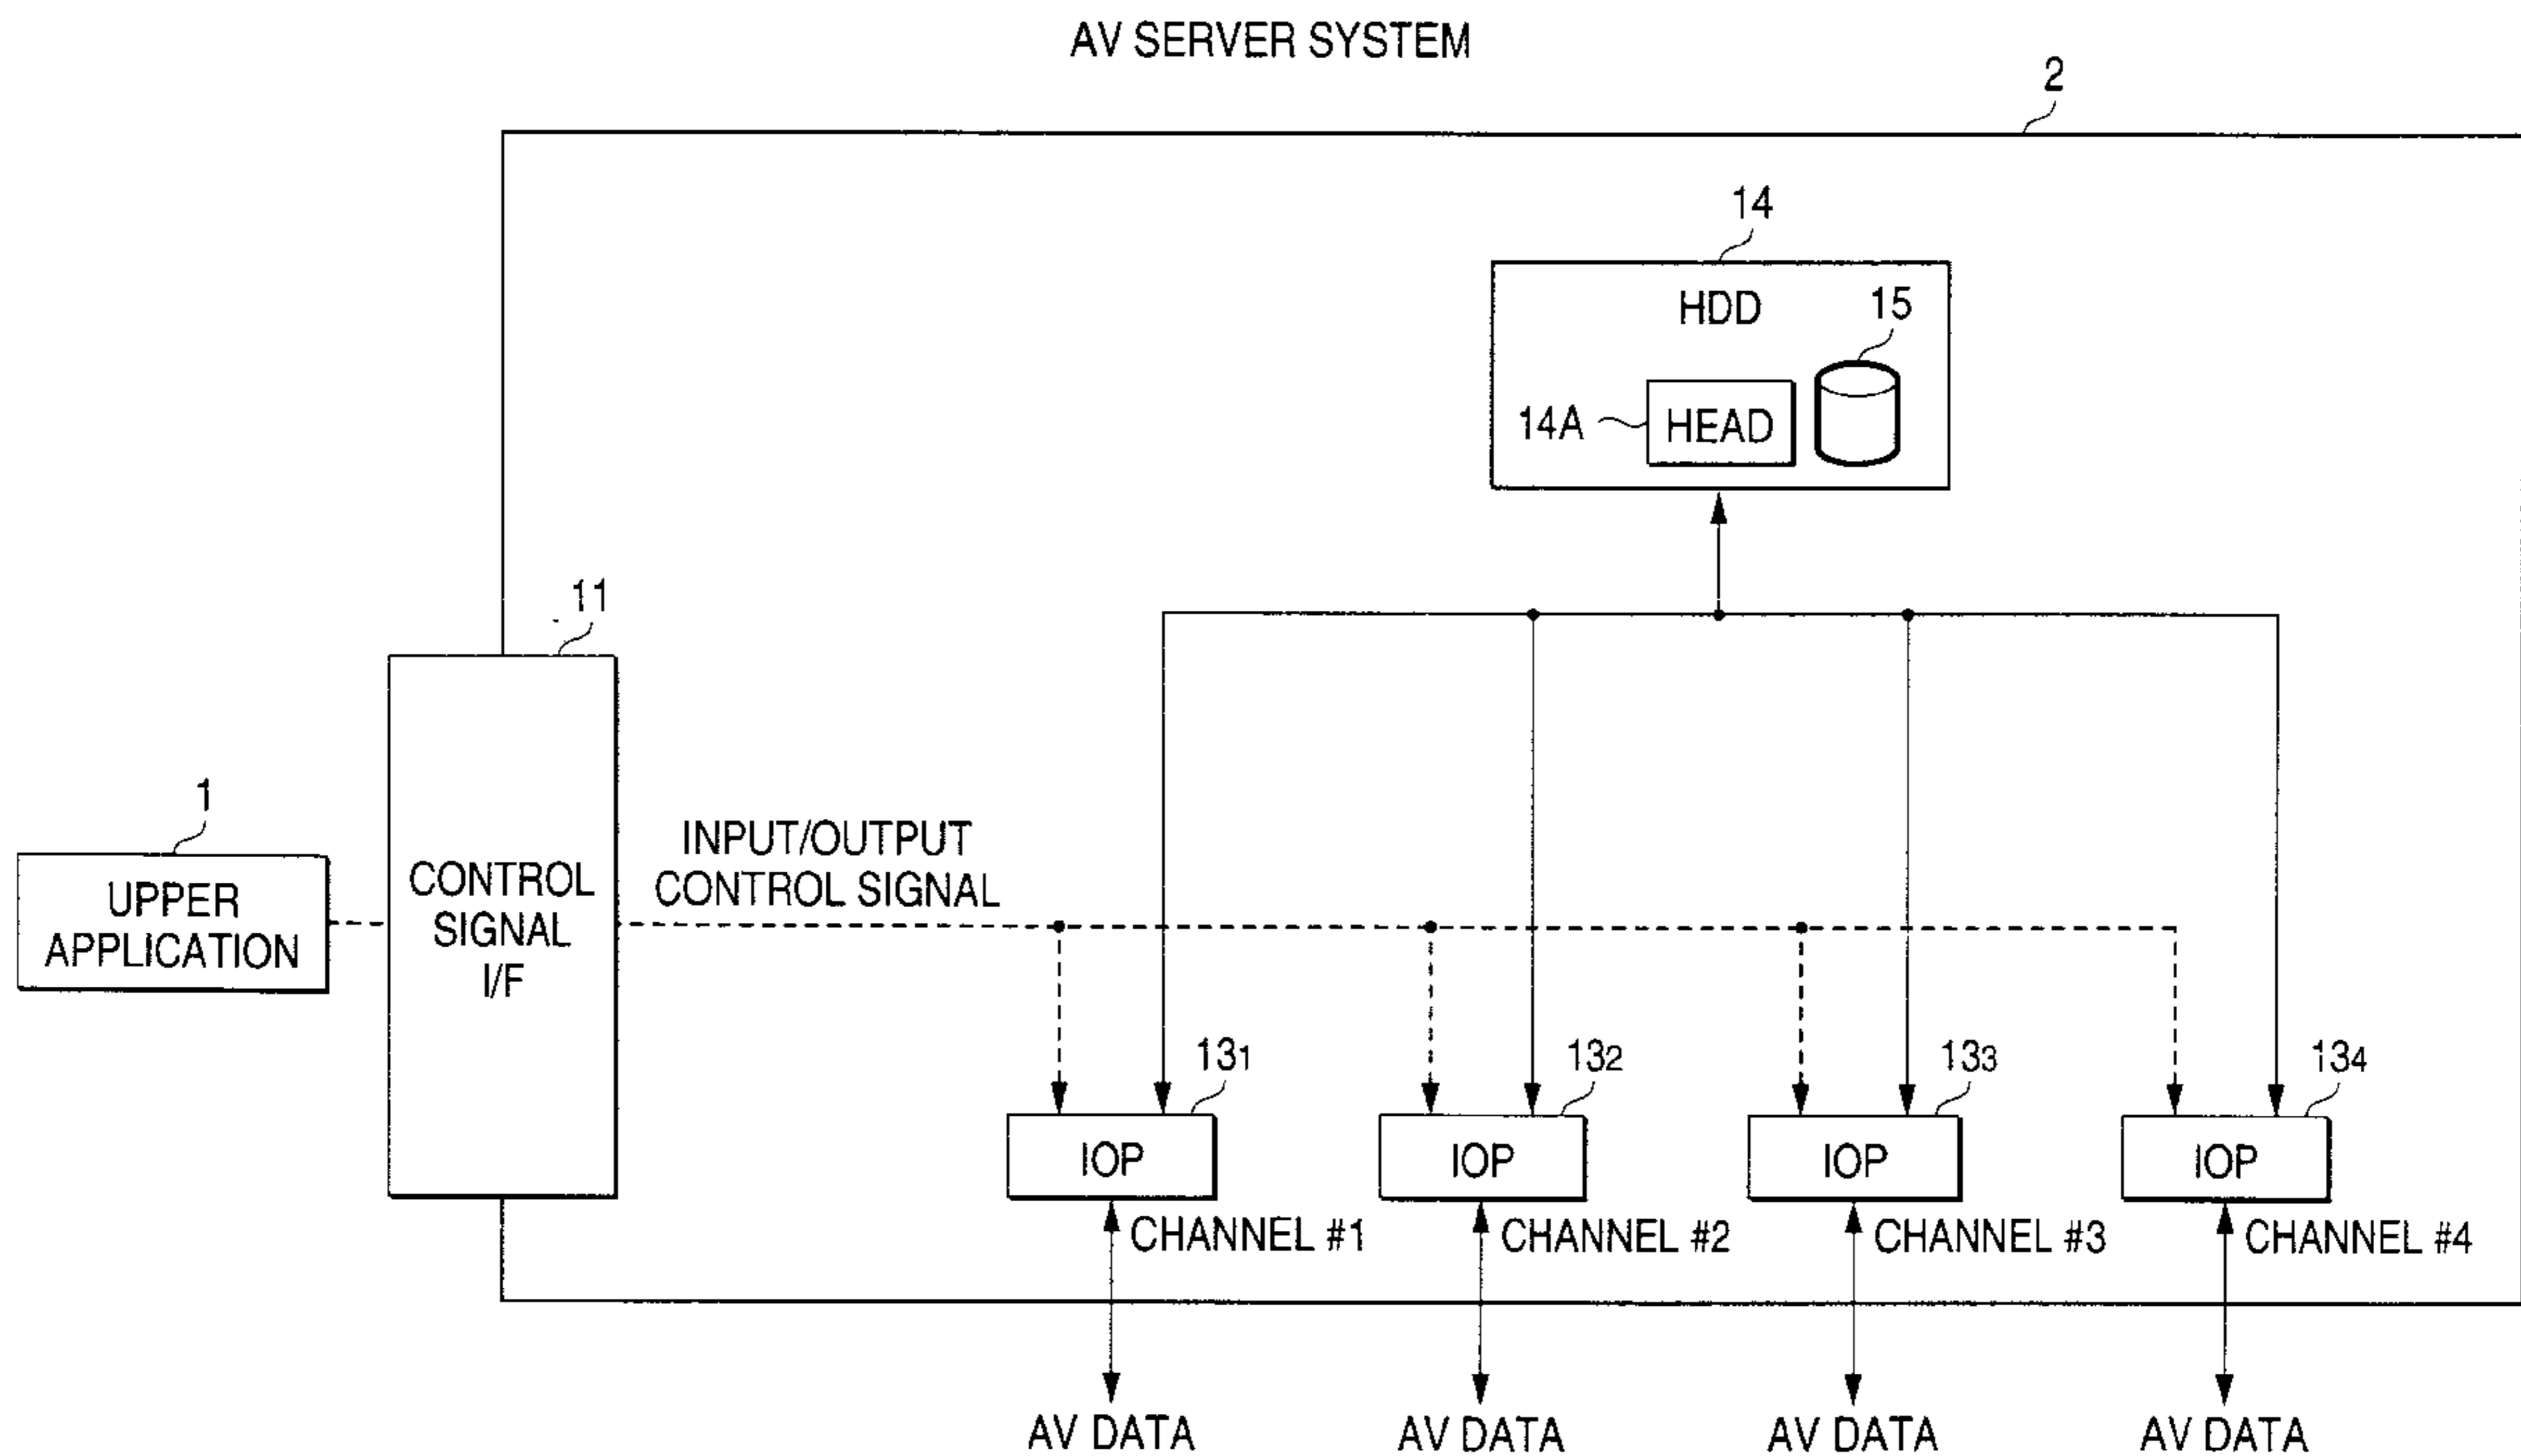 AV SERVER SYSTEM
2
14
HDD
15
14A
HEAD
11
1
UPPER
APPLICATION
CONTROL
SIGNAL
I/F
INPUT/OUTPUT
CONTROL SIGNAL
131
132
133
134
IOP
IOP
IOP
IOP
CHANNEL #1
CHANNEL #2
CHANNEL #3
CHANNEL #4
AV DATA
AV DATA
AV DATA
AV DATA